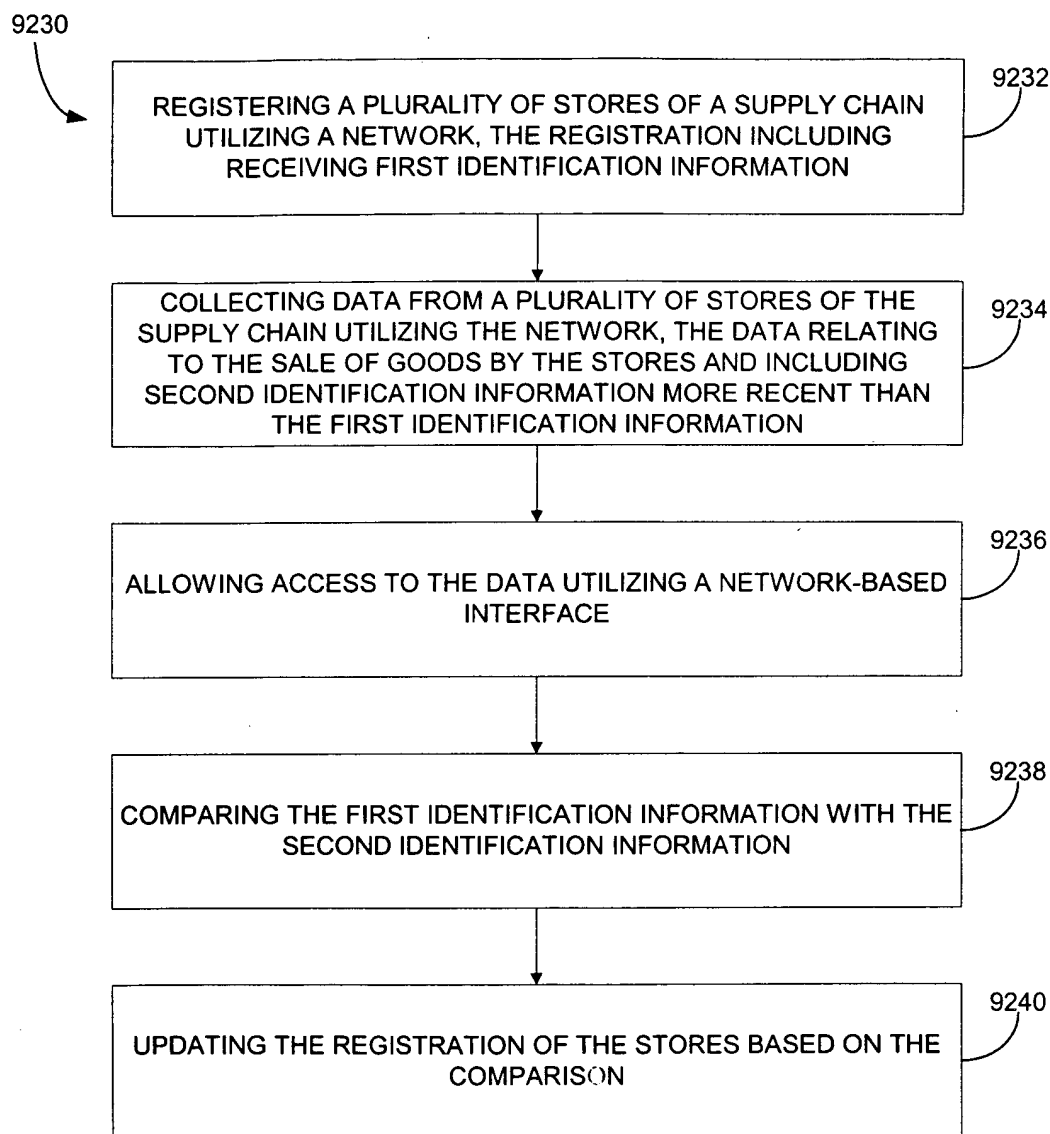 9230
9232
REGISTERING A PLURALITY OF STORES OF A SUPPLY CHAIN
UTILIZING A NETWORK, THE REGISTRATION INCLUDING
RECEIVING FIRST IDENTIFICATION INFORMATION
9234
COLLECTING DATA FROM A PLURALITY OF STORES OF THE
SUPPLY CHAIN UTILIZING THE NETWORK, THE DATA RELATING
TO THE SALE OF GOODS BY THE STORES AND INCLUDING
SECOND IDENTIFICATION INFORMATION MORE RECENT THAN
THE FIRST IDENTIFICATION INFORMATION
9236
ALLOWING ACCESS TO THE DATA UTILIZING A NETWORK-BASED
INTERFACE
9238
COMPARING THE FIRST IDENTIFICATION INFORMATION WITH THE
SECOND IDENTIFICATION INFORMATION
9240
UPDATING THE REGISTRATION OF THE STORES BASED ON THE
COMPARISON